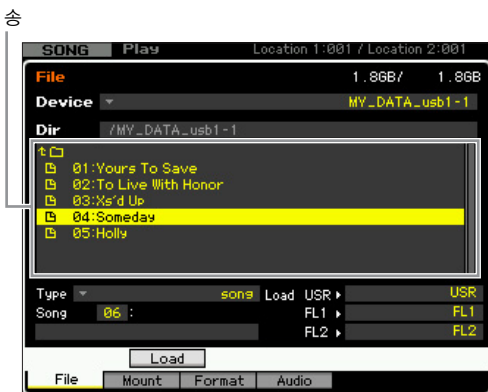 송
SONG Play Location 1:001 / Location 2:001
File 1.8GB/ 1.8GB
Device MY_DATA_usb1-1
Dir /MY_DATA_usb1-1
01:Yours To Save
02:To Live With Honor
03:Xs'd Up
04:Someday
05:Holly
Type song Load USR USR
Song 06 : FL1 FL1
FL2 FL2
Load
File Mount Format Audio